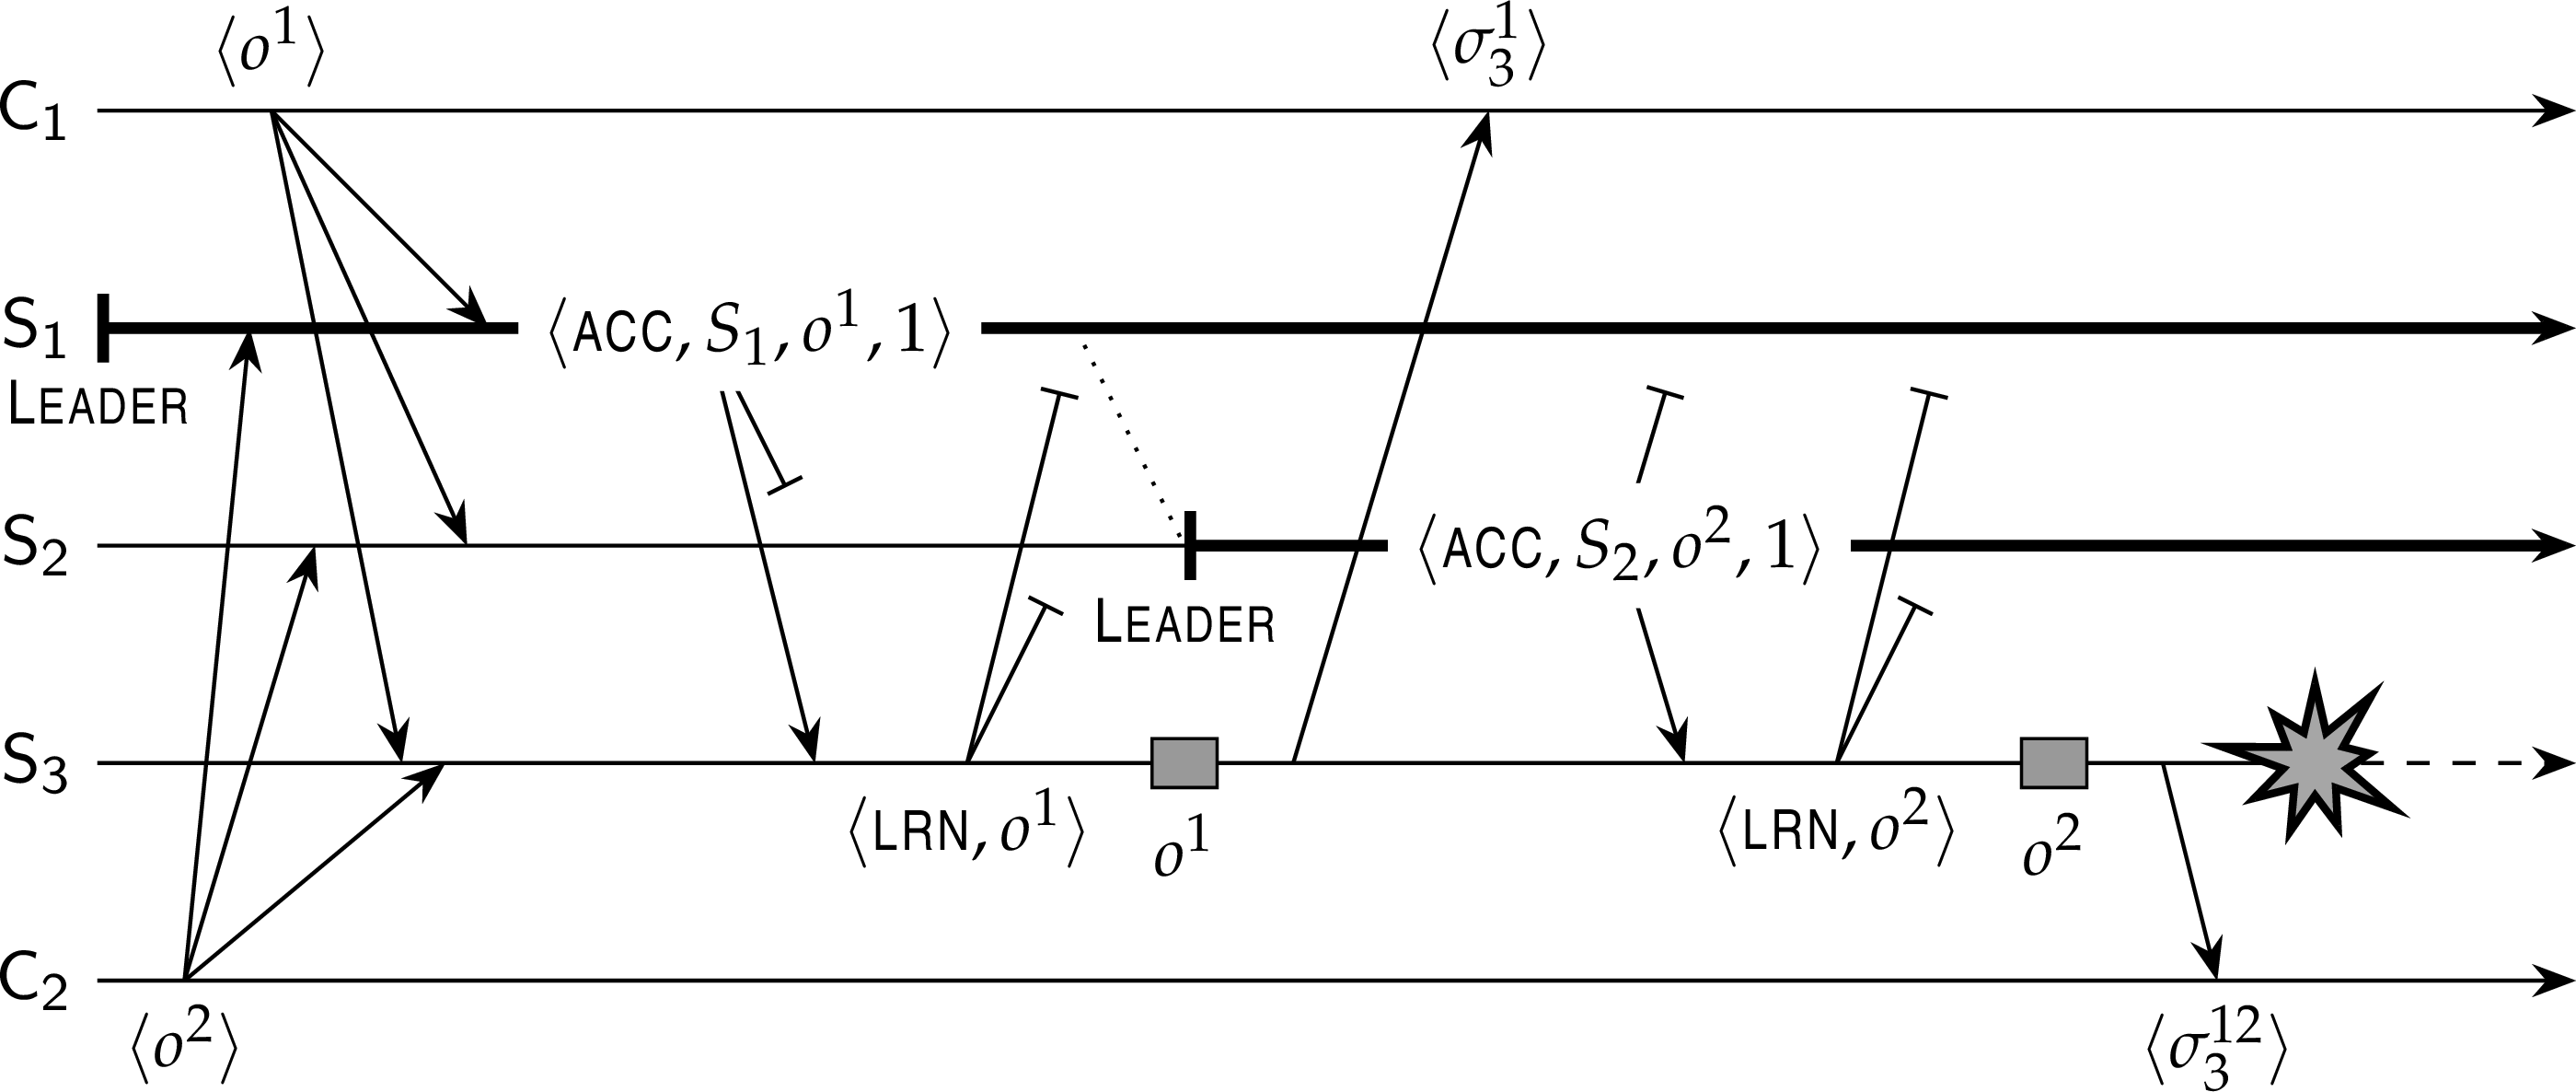 ⟨o¹⟩
⟨σ₃¹⟩
C₁
S₁
⟨ACC, S₁, o¹, 1⟩
LEADER
S₂
⟨ACC, S₂, o², 1⟩
LEADER
S₃
⟨LRN, o¹⟩
o¹
⟨LRN, o²⟩
o²
C₂
⟨o²⟩
⟨σ₃¹²⟩